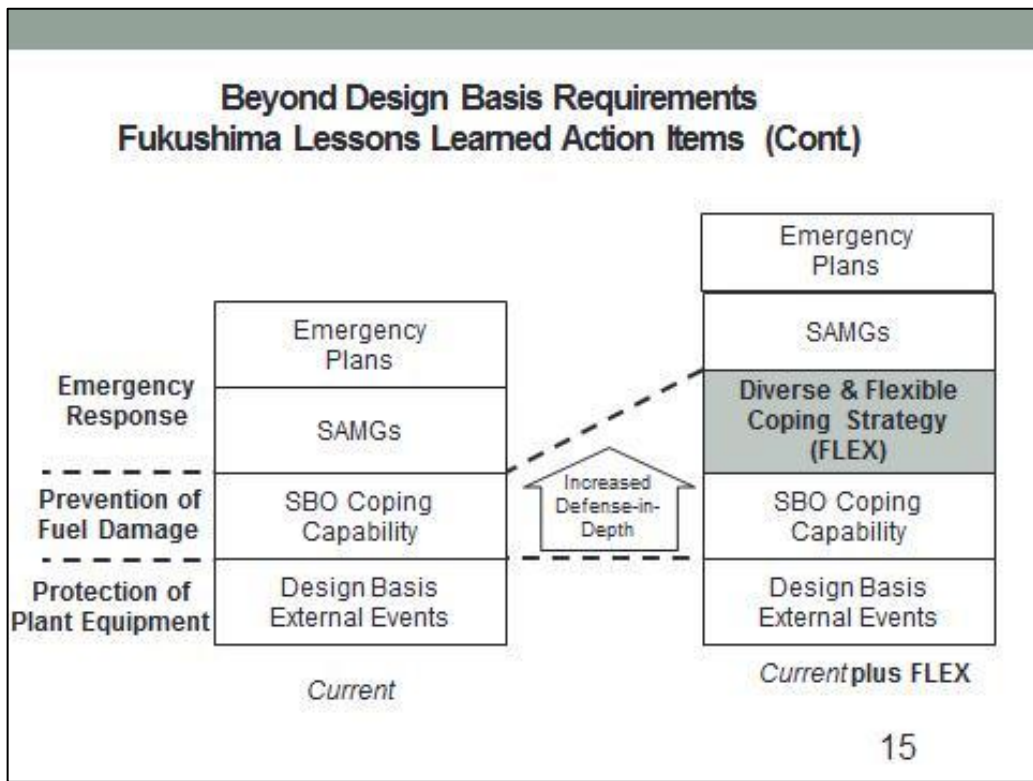 Beyond Design Basis Requirements
Fukushima Lessons Learned Action Items (Cont.)
Emergency
Response
Prevention of
Fuel Damage
Protection of
Plant Equipment
Emergency
Plans
SAMGs
SBO Coping
Capability
Design Basis
External Events
Current
Increased
Defense-in-
Depth
Emergency
Plans
SAMGs
Diverse & Flexible
Coping Strategy
(FLEX)
SBO Coping
Capability
Design Basis
External Events
Current plus FLEX
15